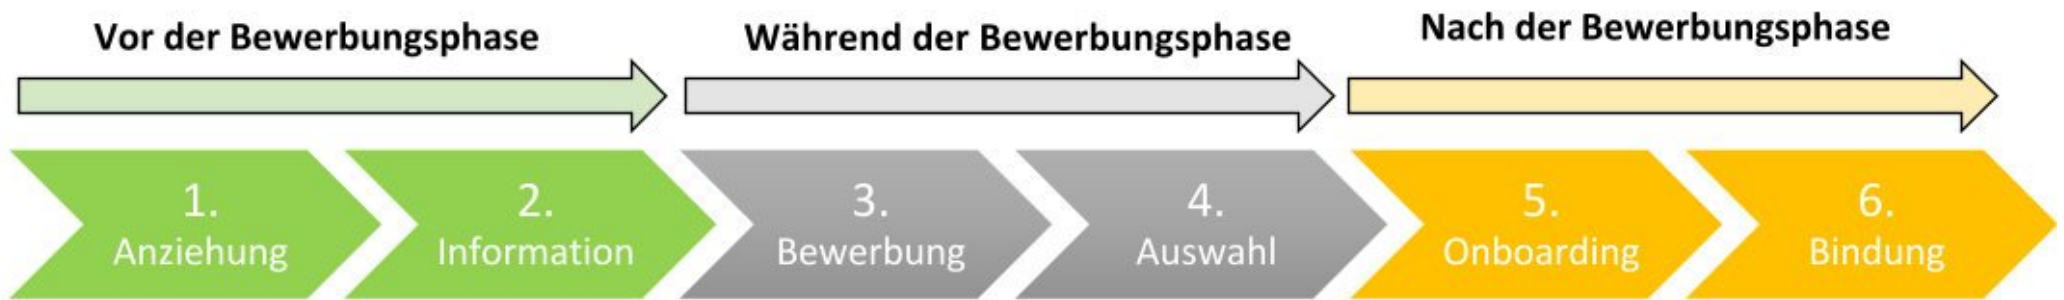 Vor der Bewerbungsphase
Während der Bewerbungsphase
Nach der Bewerbungsphase
1.
Anziehung
2.
Information
3.
Bewerbung
4.
Auswahl
5.
Onboarding
6.
Bindung